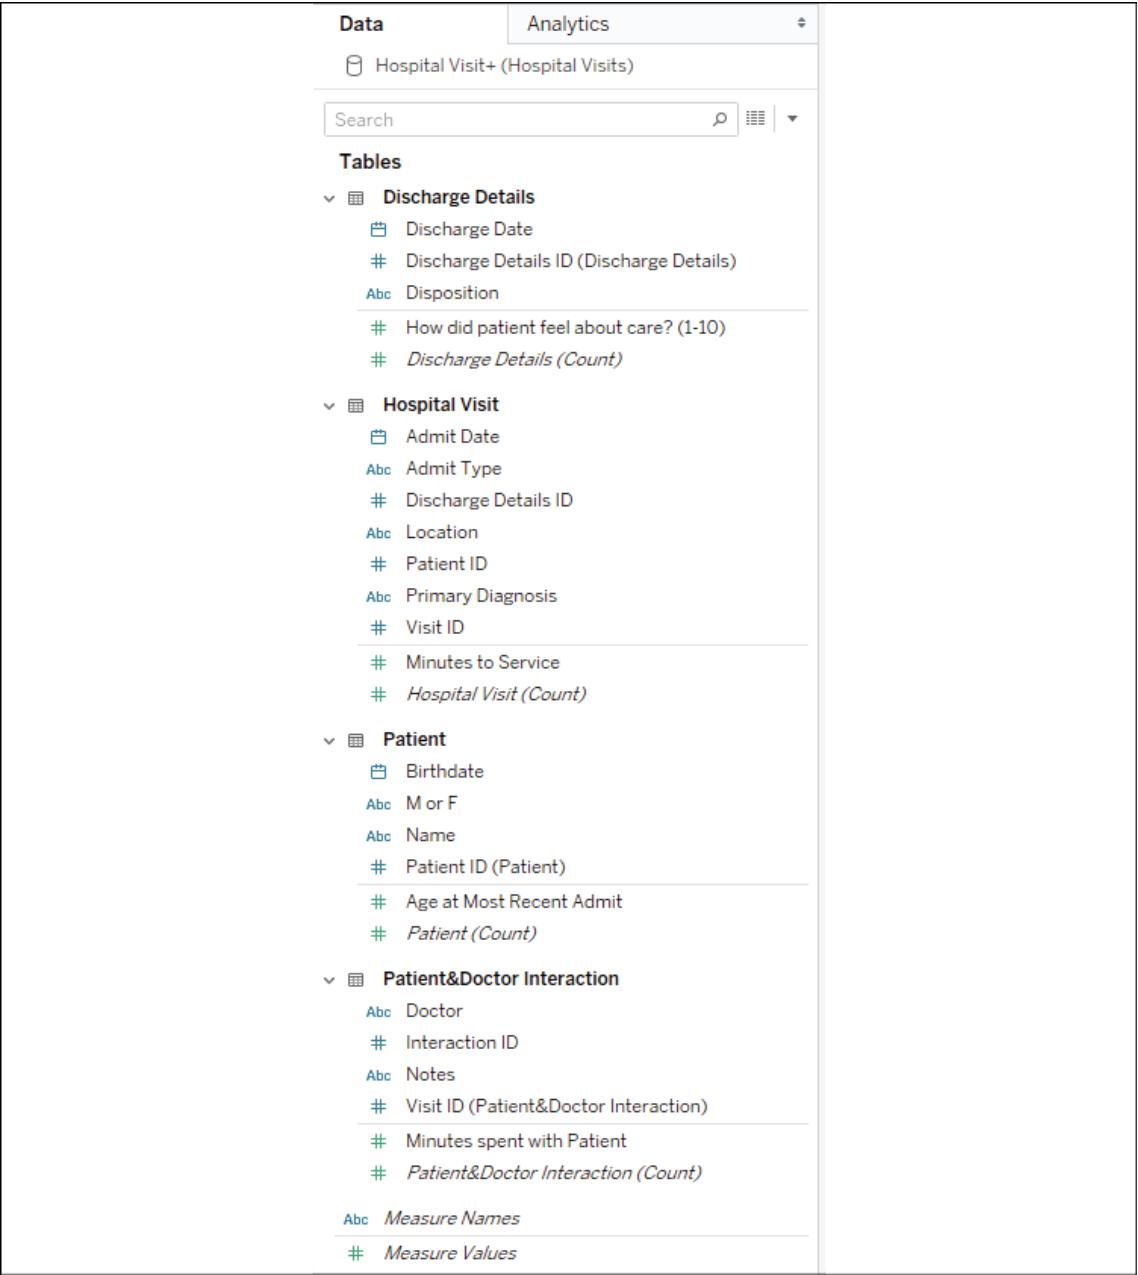 Data Analytics
Hospital Visit+ (Hospital Visits)
Search
Tables
Discharge Details
Discharge Date
# Discharge Details ID (Discharge Details)
Abc Disposition
# How did patient feel about care? (1-10)
# Discharge Details (Count)
Hospital Visit
Admit Date
Abc Admit Type
# Discharge Details ID
Abc Location
# Patient ID
Abc Primary Diagnosis
# Visit ID
# Minutes to Service
# Hospital Visit (Count)
Patient
Birthdate
Abc M or F
Abc Name
# Patient ID (Patient)
# Age at Most Recent Admit
# Patient (Count)
Patient&Doctor Interaction
Abc Doctor
# Interaction ID
Abc Notes
# Visit ID (Patient&Doctor Interaction)
# Minutes spent with Patient
# Patient&Doctor Interaction (Count)
Abc Measure Names
# Measure Values